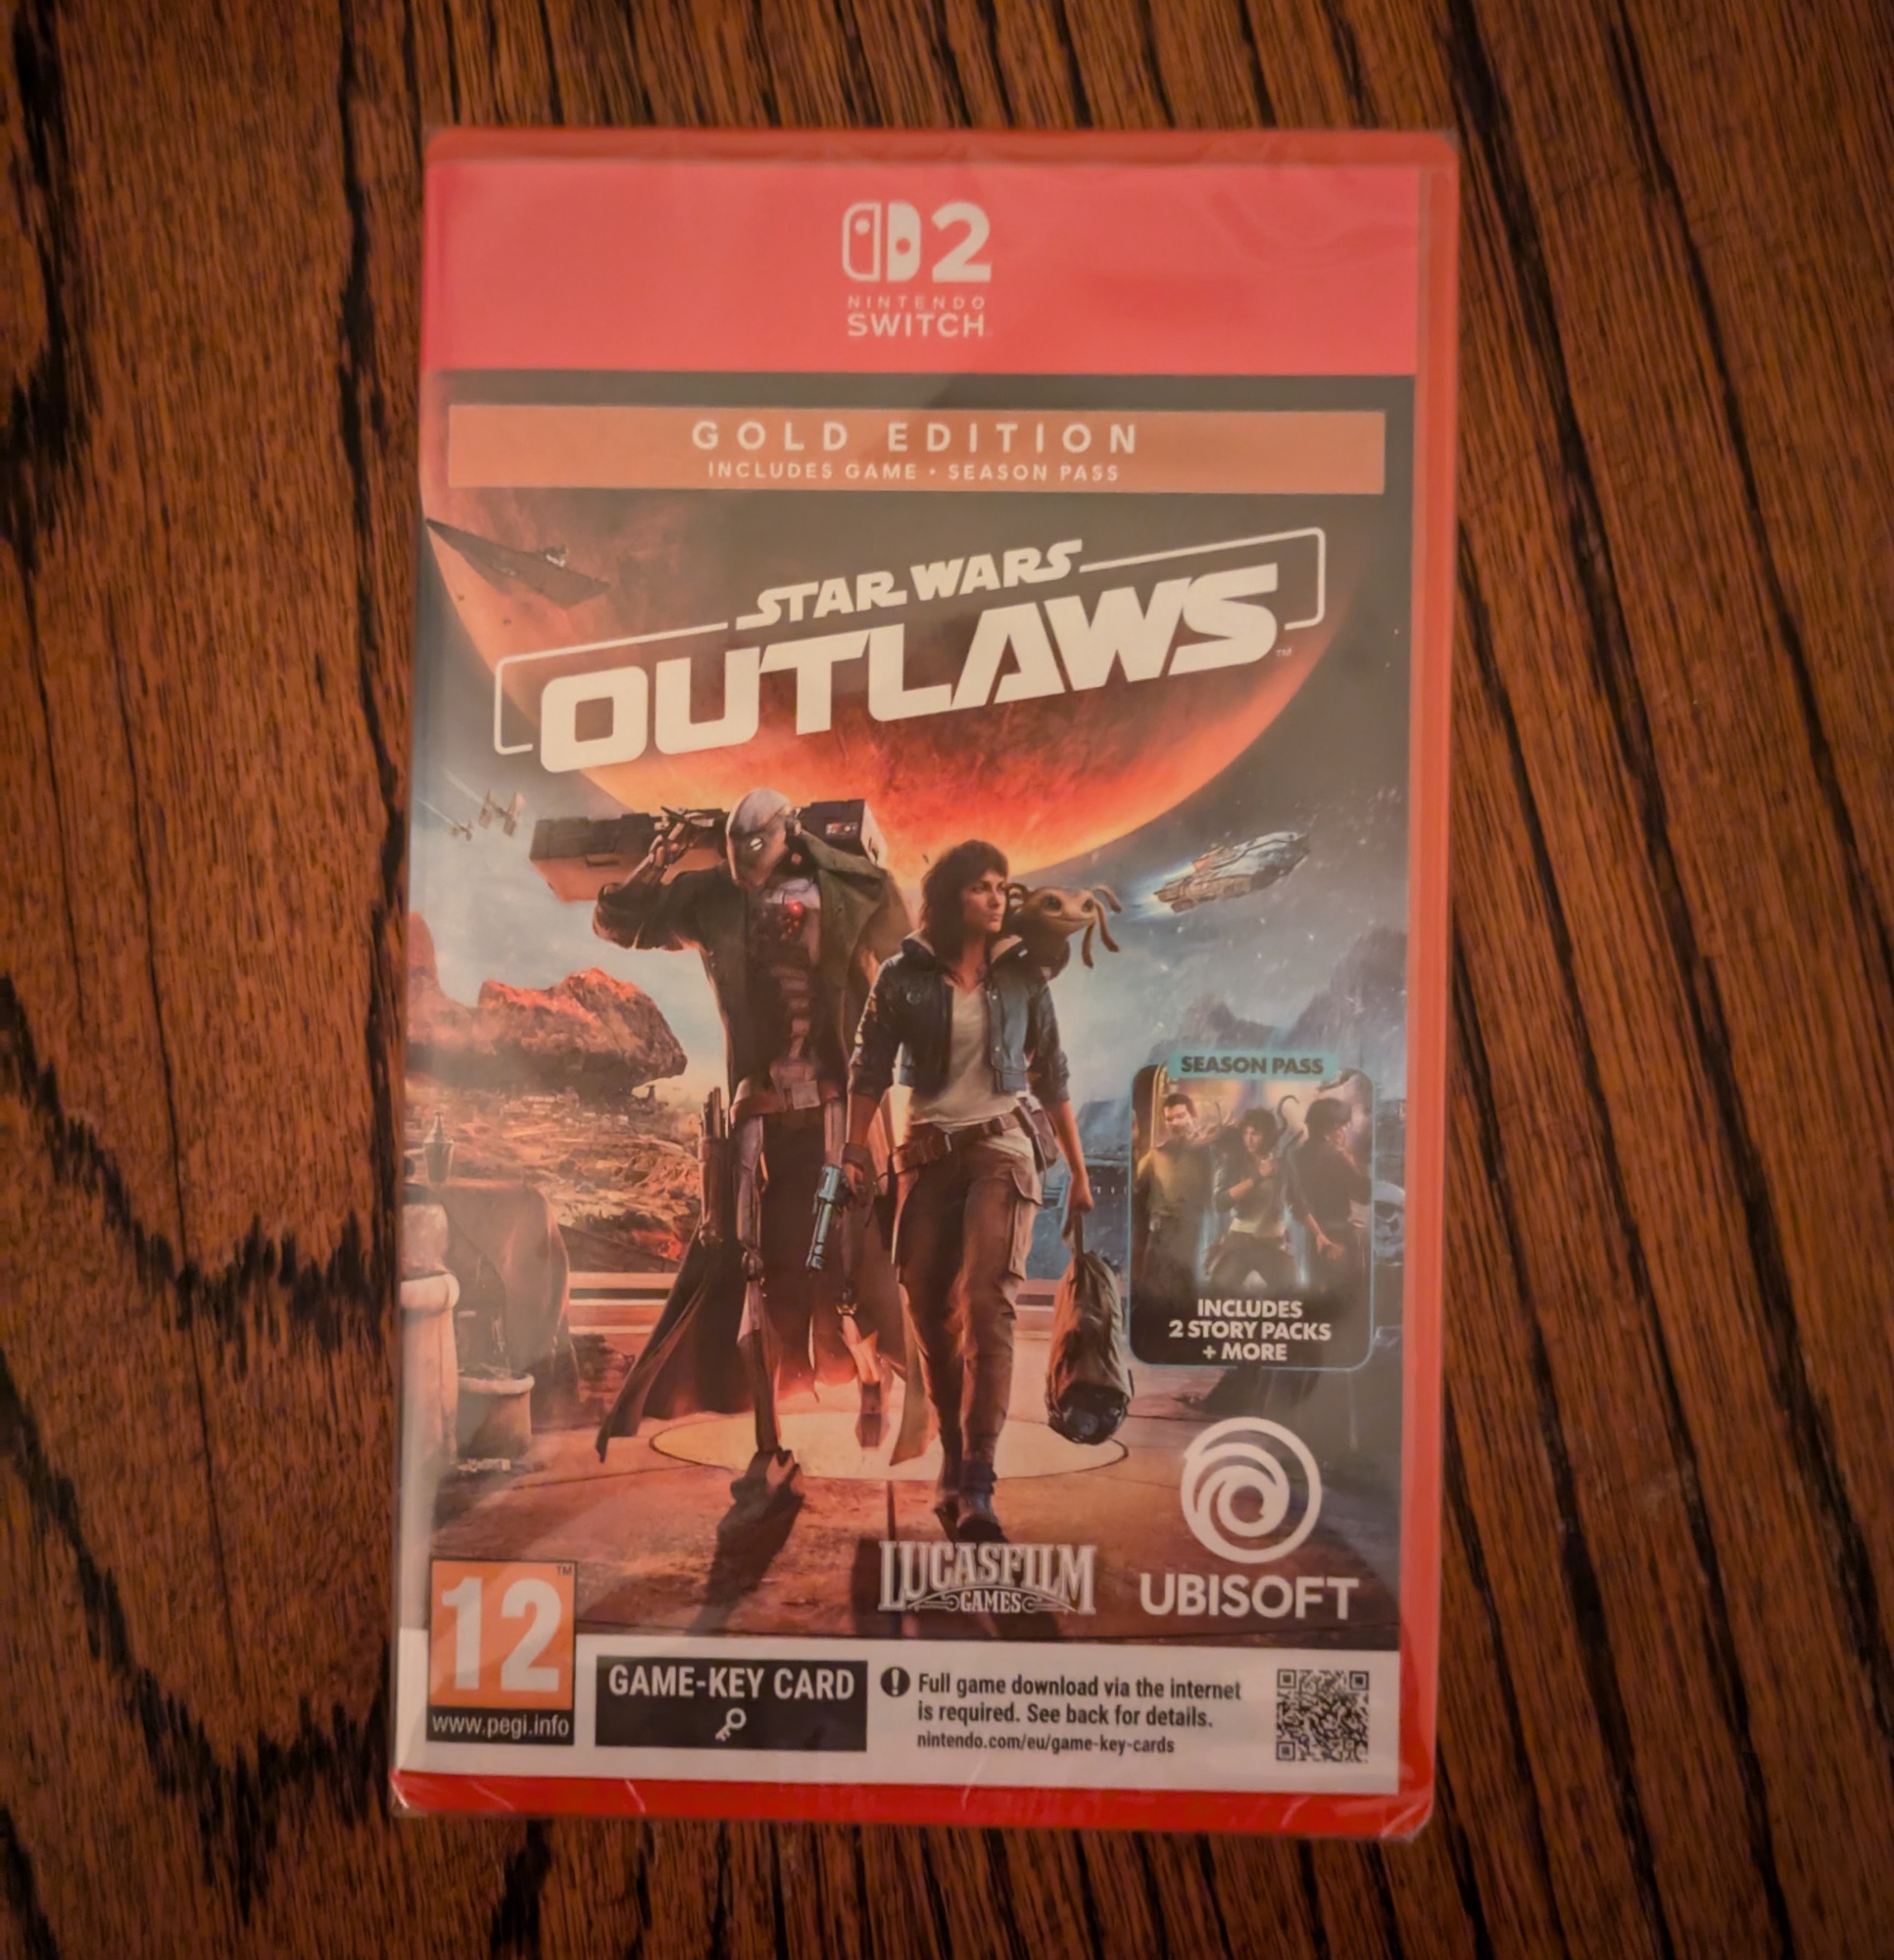 2
NINTENDO
SWITCH
GOLD EDITION
INCLUDES GAME • SEASON PASS
STAR WARS
OUTLAWS™
SEASON PASS
INCLUDES
2 STORY PACKS
+ MORE
UBISOFT
LUCASFILM
GAMES
12™
www.pegi.info
GAME-KEY CARD
! Full game download via the internet
is required. See back for details.
nintendo.com/eu/game-key-cards